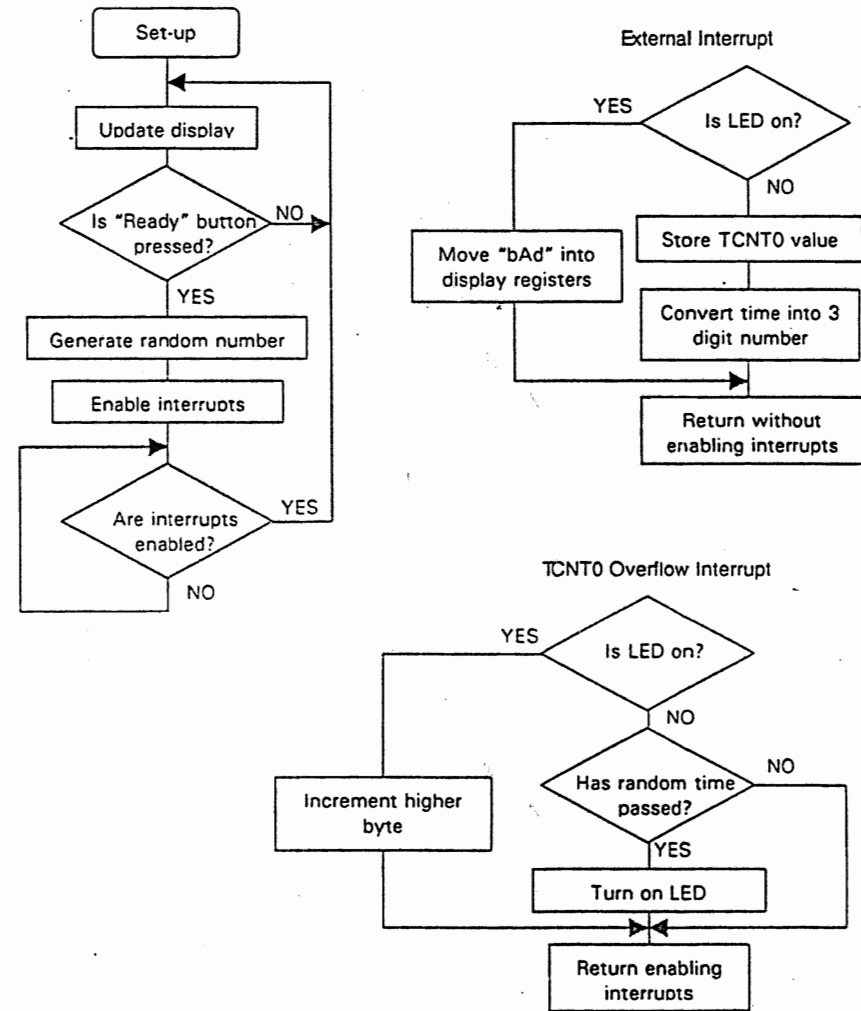 Set-up
Update display
Is "Ready" button
pressed?
NO
YES
Generate random number
Enable interrupts
Are interrupts
enabled?
YES
NO
External Interrupt
YES
Is LED on?
NO
Move "bAd" into
display registers
Store TCNT0 value
Convert time into 3
digit number
Return without
enabling interrupts
TCNT0 Overflow Interrupt
YES
Is LED on?
NO
Increment higher
byte
Has random time
passed?
NO
YES
Turn on LED
Return enabling
interrupts